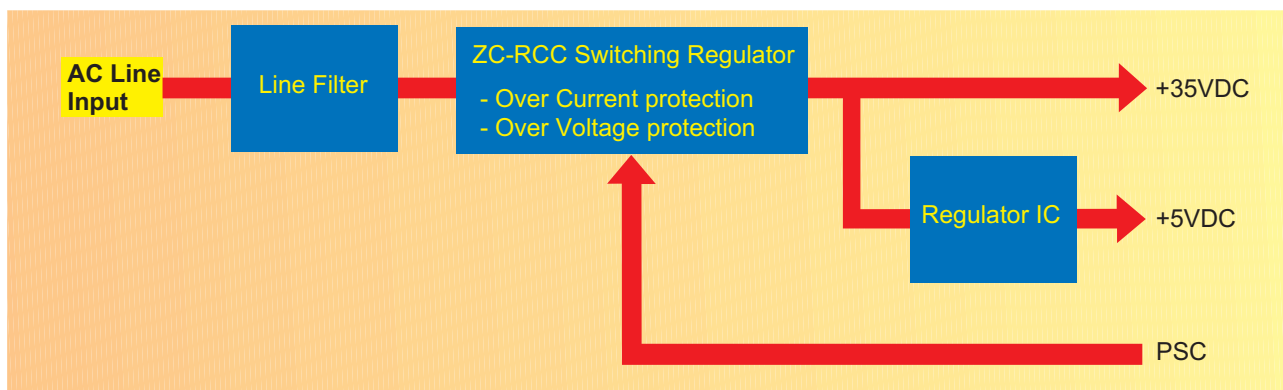 AC Line
Input
Line Filter
ZC-RCC Switching Regulator
- Over Current protection
- Over Voltage protection
+35VDC
Regulator IC
+5VDC
PSC